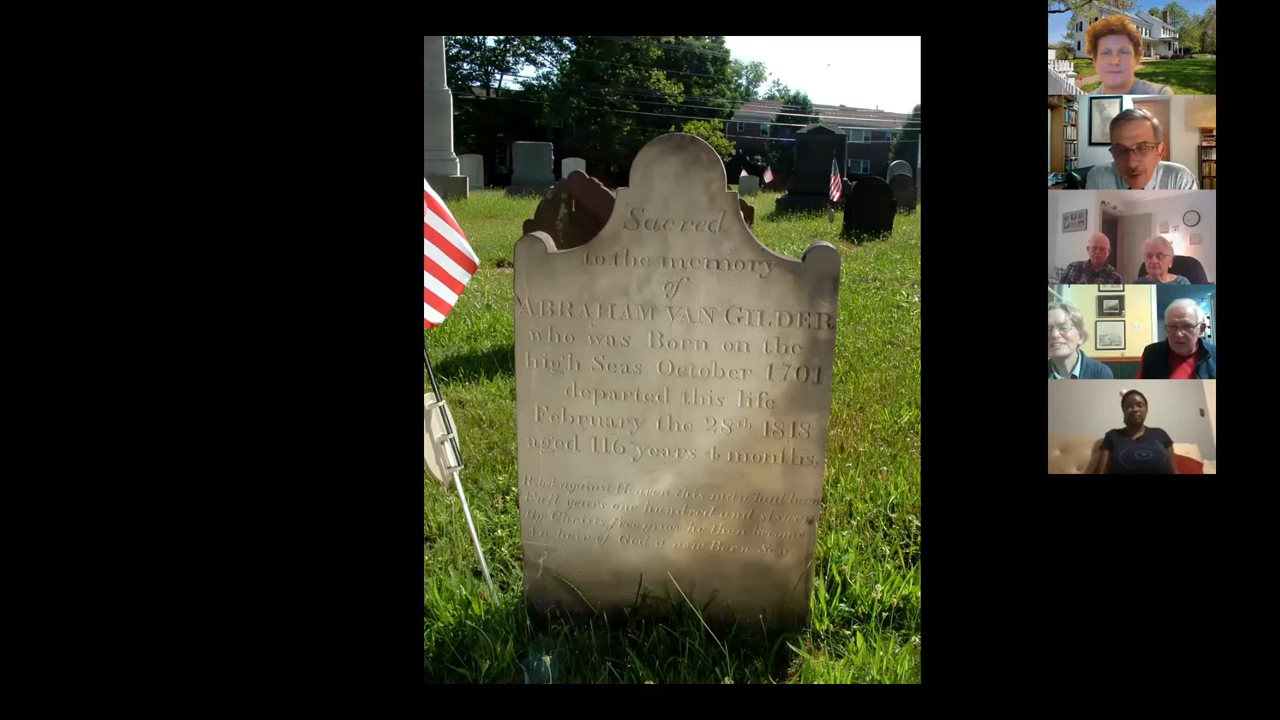 Sacred
to the memory
of
ABRAHAM VAN GILDER
who was Born on the
high Seas October 1701
departed this life
February the 28th 1818
aged 116 years 4 months.
Rebel against Heaven this man had been
Full years one hundred and sixteen
By Christs free grace he then became
An heir of God a new Born Son